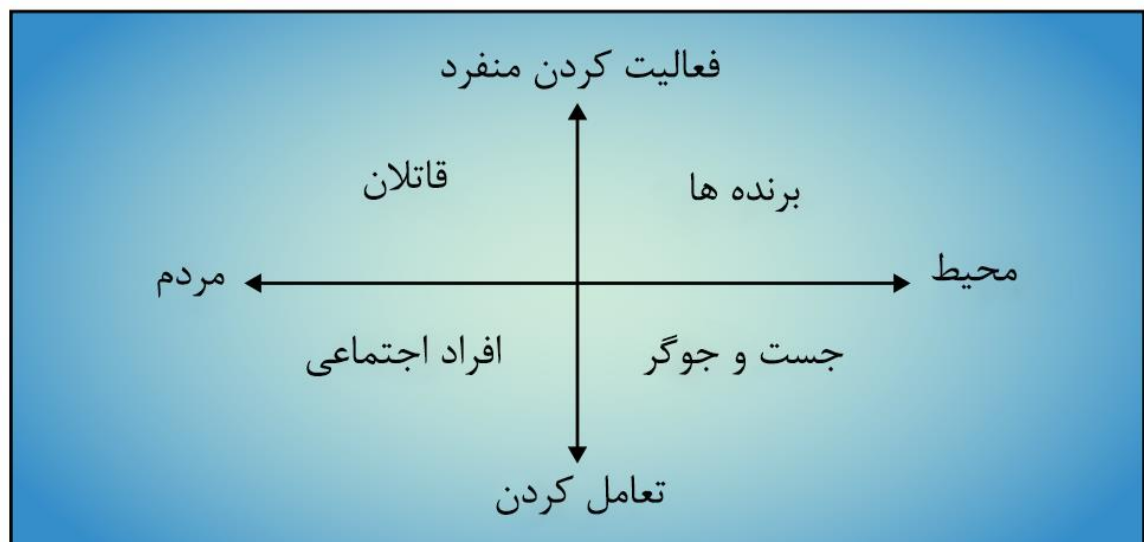 فعالیت کردن منفرد
برنده ها
قاتلان
محیط
مردم
جست و جوگر
افراد اجتماعی
تعامل کردن